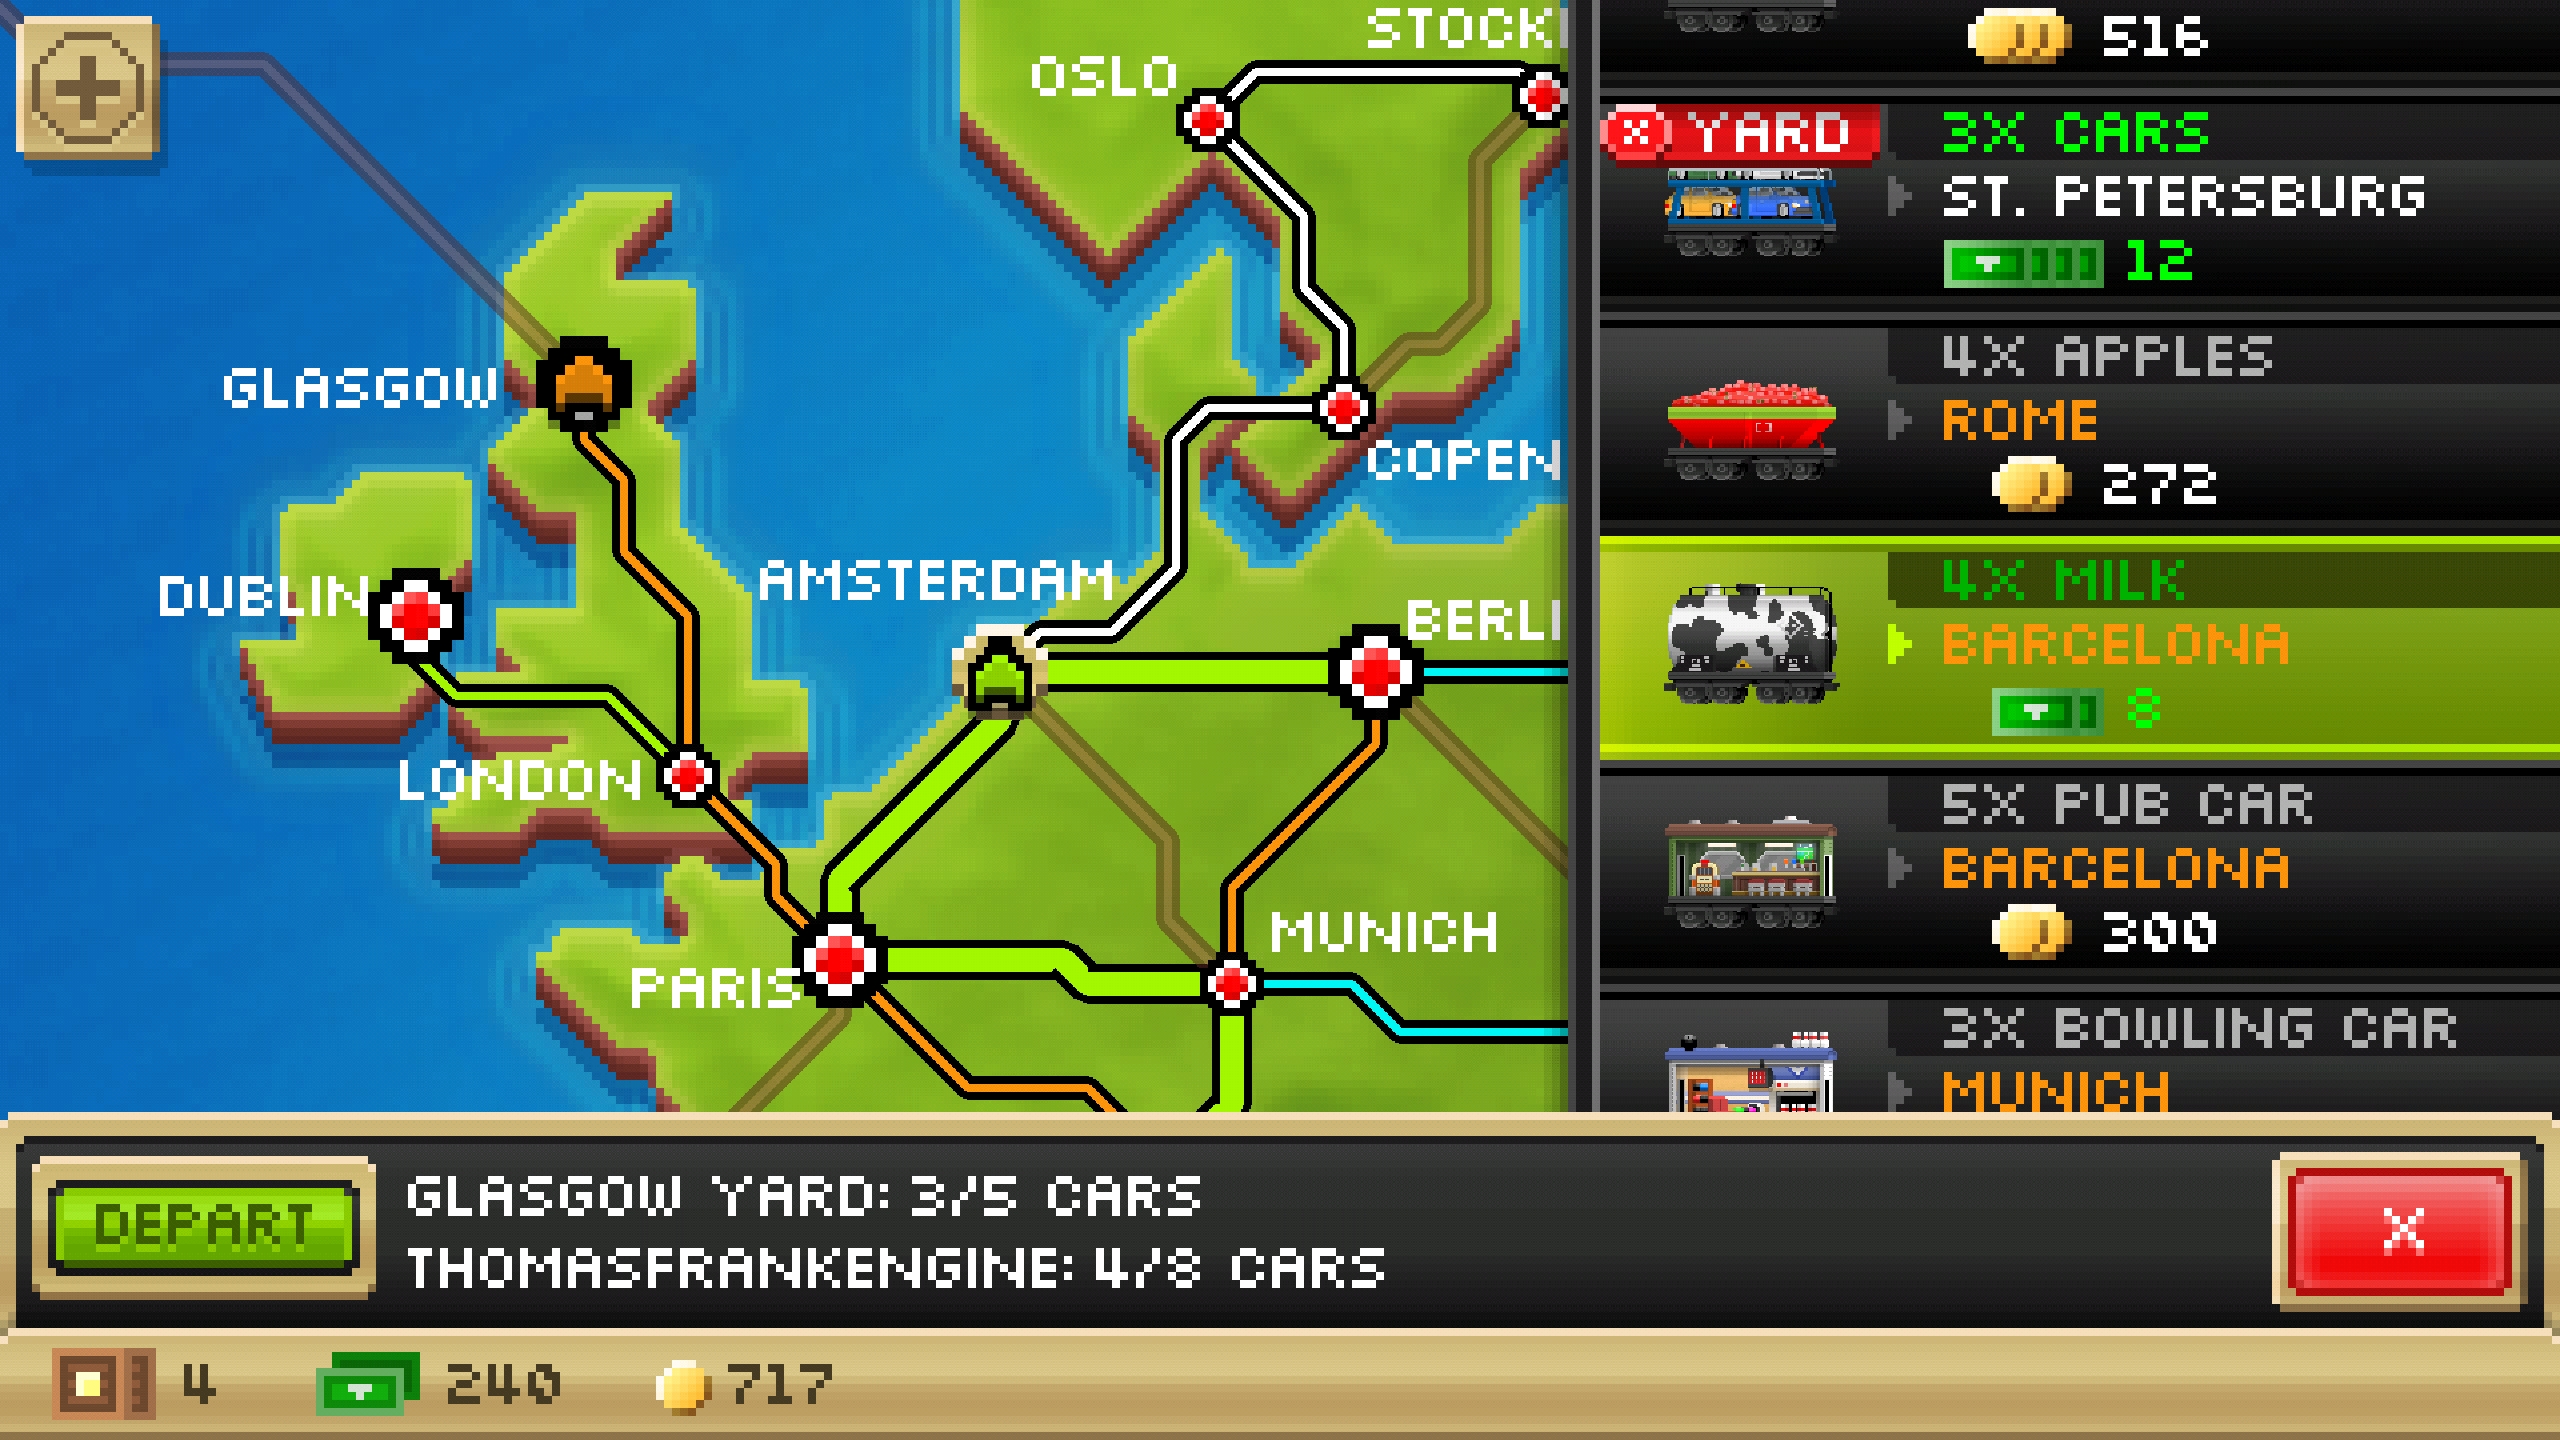 STOCK
OSLO
GLASGOW
COPEN
DUBLIN
AMSTERDAM
BERLI
LONDON
MUNICH
PARIS
516
YARD
3X CARS
ST. PETERSBURG
12
4X APPLES
ROME
272
4X MILK
BARCELONA
8
5X PUB CAR
BARCELONA
300
3X BOWLING CAR
MUNICH
DEPART
GLASGOW YARD: 3/5 CARS
THOMASFRANKENGINE: 4/8 CARS
X
4
240
717